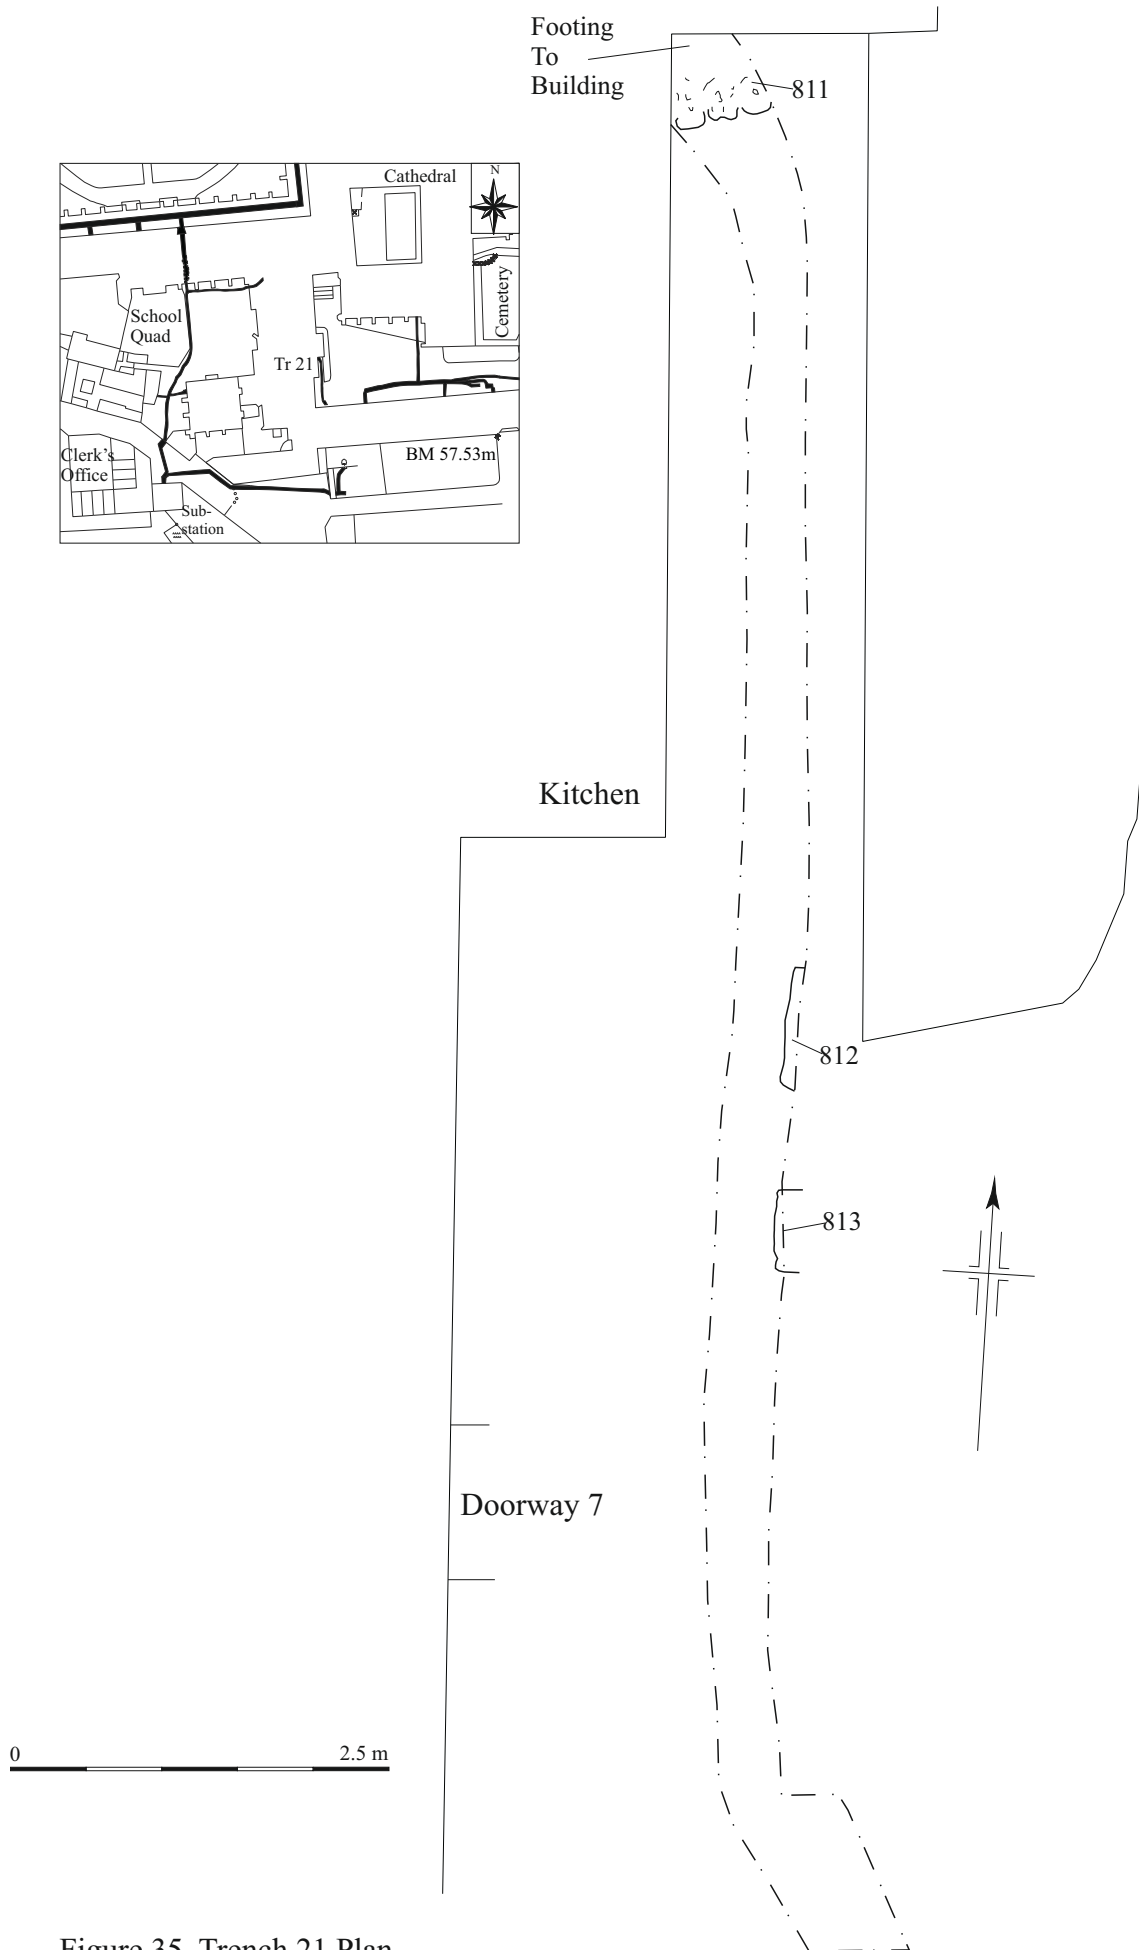 Footing
To
Building
811
Cathedral
N
Cemetery
School
Quad
Tr 21
Clerk's
Office
BM 57.53m
Sub-
station
Kitchen
812
813
Doorway 7
0
2.5 m
Figure 35. Trench 21 Plan